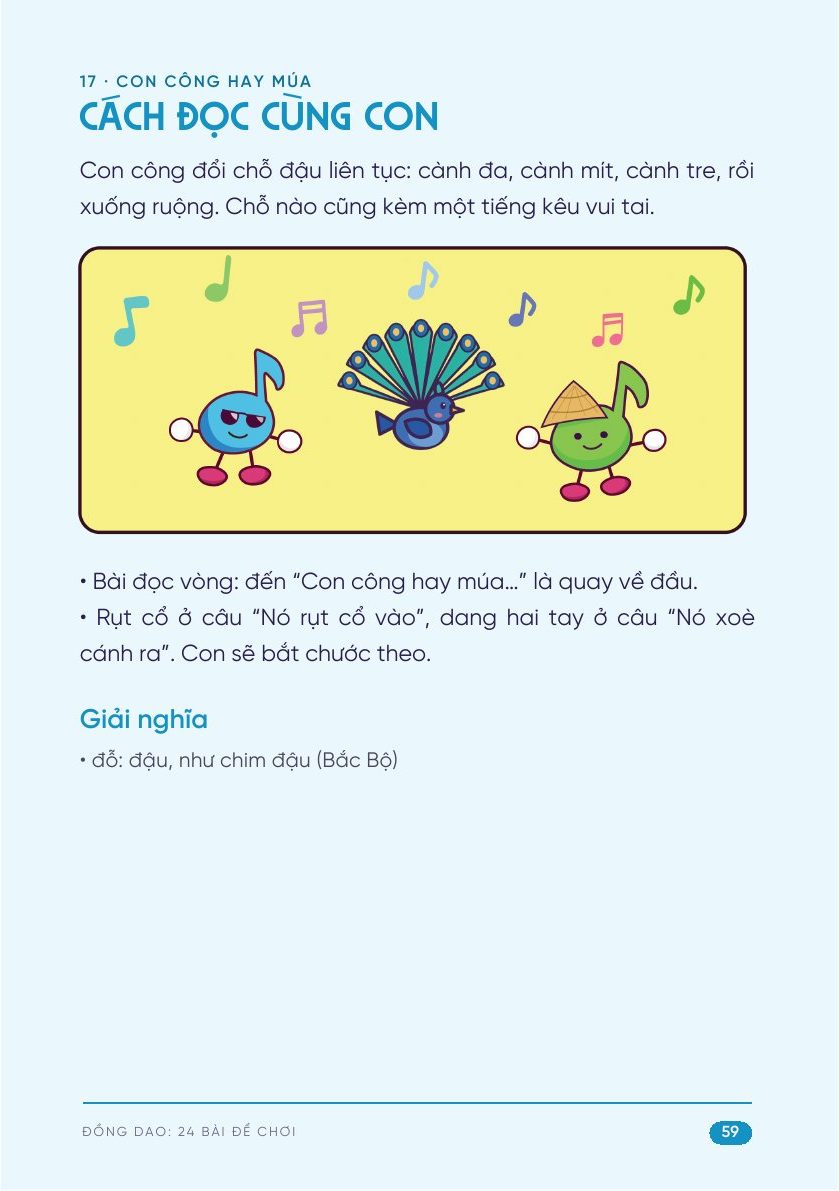 17 · CON CÔNG HAY MÚA
CÁCH ĐỌC CÙNG CON
Con công đổi chỗ đậu liên tục: cành đa, cành mít, cành tre, rồi
xuống ruộng. Chỗ nào cũng kèm một tiếng kêu vui tai.
• Bài đọc vòng: đến “Con công hay múa…” là quay về đầu.
• Rụt cổ ở câu “Nó rụt cổ vào”, dang hai tay ở câu “Nó xoè
cánh ra”. Con sẽ bắt chước theo.
Giải nghĩa
• đỗ: đậu, như chim đậu (Bắc Bộ)
ĐỒNG DAO: 24 BÀI ĐỂ CHƠI
59